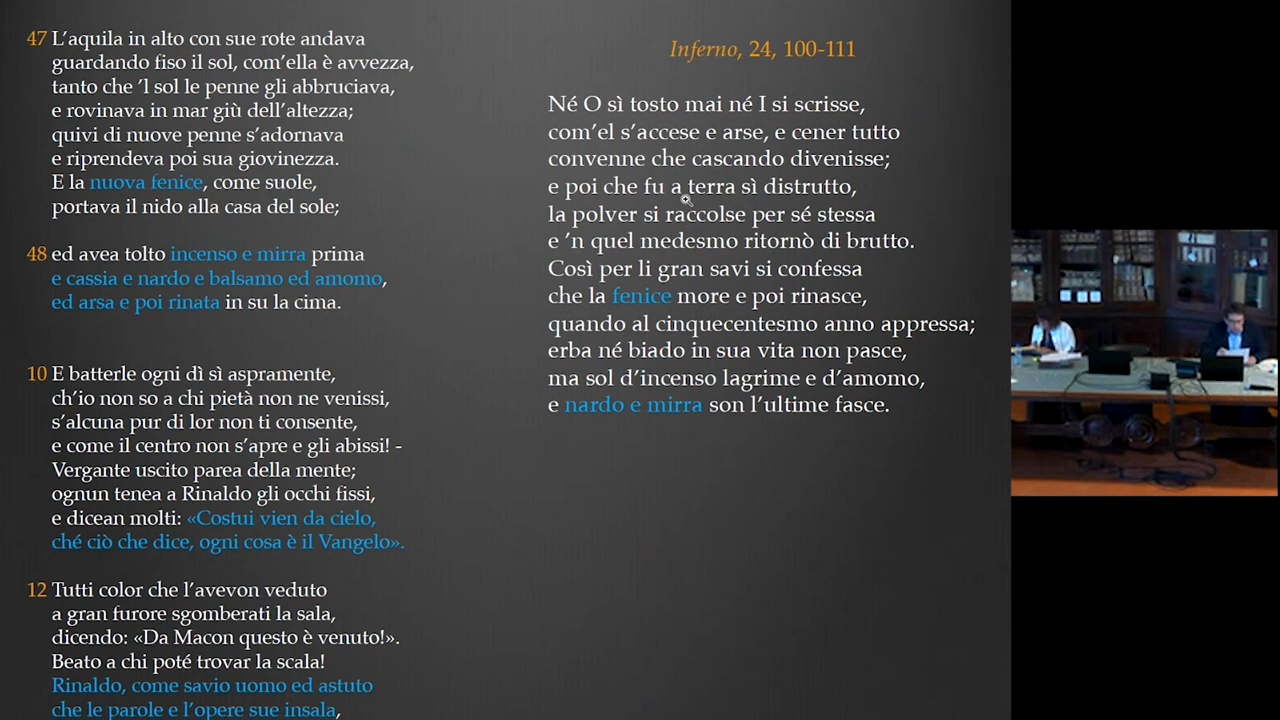 47 L’aquila in alto con sue rote andava
guardando fiso il sol, com’ella è avvezza,
tanto che ’l sol le penne gli abbruciava,
e rovinava in mar giù dell’altezza;
quivi di nuove penne s’adornava
e riprendeva poi sua giovinezza.
E la nuova fenice, come suole,
portava il nido alla casa del sole;
48 ed avea tolto incenso e mirra prima
e cassia e nardo e balsamo ed amomo,
ed arsa e poi rinata in su la cima.
10 E batterle ogni dì sì aspramente,
ch’io non so a chi pietà non ne venissi,
s’alcuna pur di lor non ti consente,
e come il centro non s’apre e gli abissi! -
Vergante uscito parea della mente;
ognun tenea a Rinaldo gli occhi fissi,
e dicean molti: «Costui vien da cielo,
ché ciò che dice, ogni cosa è il Vangelo».
12 Tutti color che l’avevon veduto
a gran furore sgomberati la sala,
dicendo: «Da Macon questo è venuto!».
Beato a chi poté trovar la scala!
Rinaldo, come savio uomo ed astuto
che le parole e l’opere sue insala,
Inferno, 24, 100-111
Né O sì tosto mai né I si scrisse,
com’el s’accese e arse, e cener tutto
convenne che cascando divenisse;
e poi che fu a terra sì distrutto,
la polver si raccolse per sé stessa
e ’n quel medesmo ritornò di brutto.
Così per li gran savi si confessa
che la fenice more e poi rinasce,
quando al cinquecentesmo anno appressa;
erba né biado in sua vita non pasce,
ma sol d’incenso lagrime e d’amomo,
e nardo e mirra son l’ultime fasce.